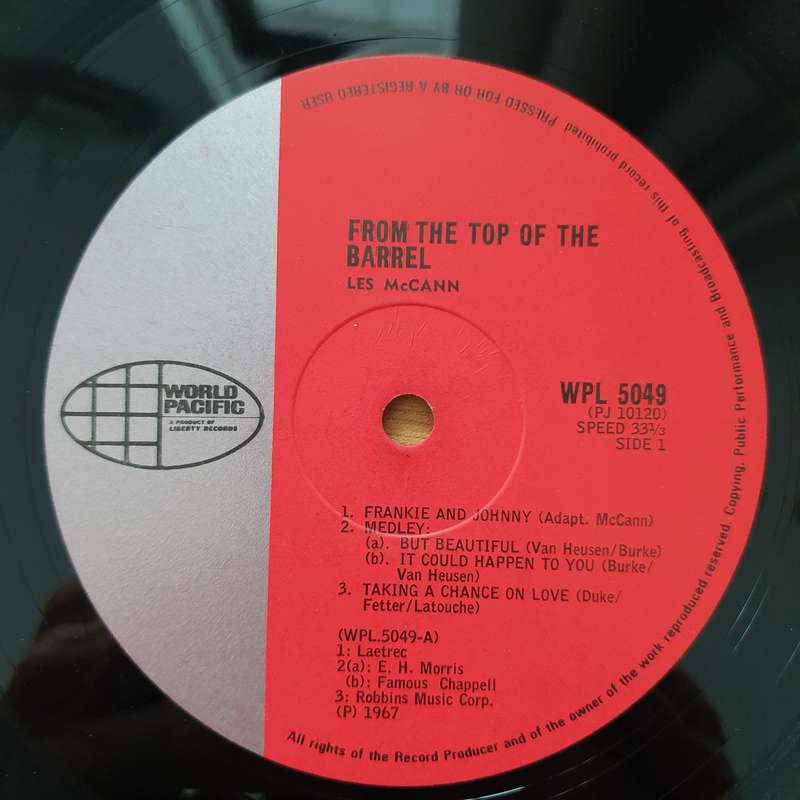 FROM THE TOP OF THE
BARREL
LES McCANN
WORLD
PACIFIC
A PRODUCT OF
LIBERTY RECORDS
WPL 5049
(PJ 10120)
SPEED 33⅓
SIDE 1
1. FRANKIE AND JOHNNY (Adapt. McCann)
2. MEDLEY:
(a). BUT BEAUTIFUL (Van Heusen/Burke)
(b). IT COULD HAPPEN TO YOU (Burke/
Van Heusen)
3. TAKING A CHANCE ON LOVE (Duke/
Fetter/Latouche)
(WPL.5049-A)
1: Laetrec
2(a): E. H. Morris
(b): Famous Chappell
3: Robbins Music Corp.
(P) 1967
All rights of the Record Producer and of the owner of the work reproduced reserved. Copying, Public Performance and Broadcasting of this record prohibited PRESSED FOR OR BY A REGISTERED USER